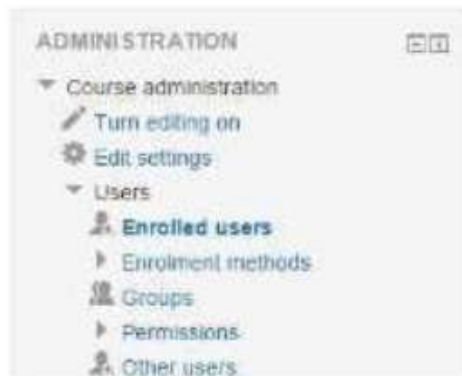 ADMINISTRATION
Course administration
Turn editing on
Edit settings
Users
Enrolled users
Enrolment methods
Groups
Permissions
Other users